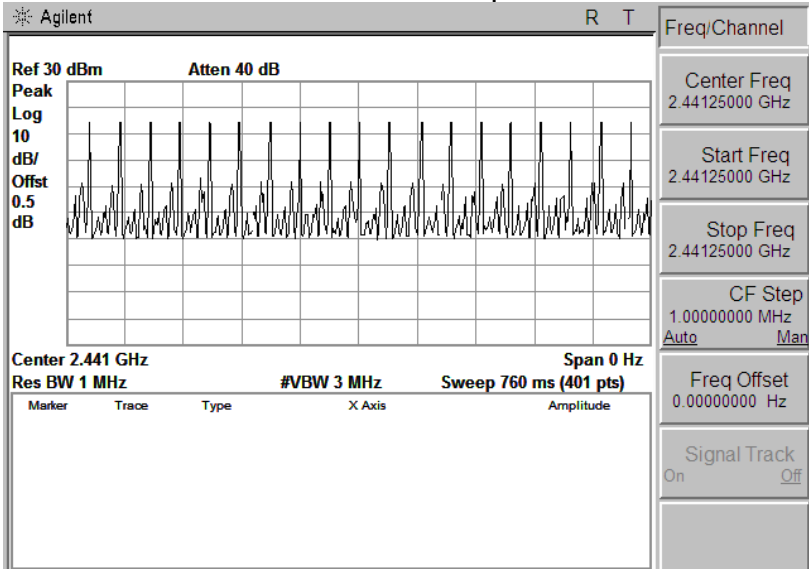 Agilent R T
Ref 30 dBm Atten 40 dB
Peak
Log
10
dB/
Offst
0.5
dB
Center 2.441 GHz Span 0 Hz
Res BW 1 MHz #VBW 3 MHz Sweep 760 ms (401 pts)
Marker Trace Type X Axis Amplitude
Freq/Channel
Center Freq
2.44125000 GHz
Start Freq
2.44125000 GHz
Stop Freq
2.44125000 GHz
CF Step
1.00000000 MHz
Auto Man
Freq Offset
0.00000000 Hz
Signal Track
On Off